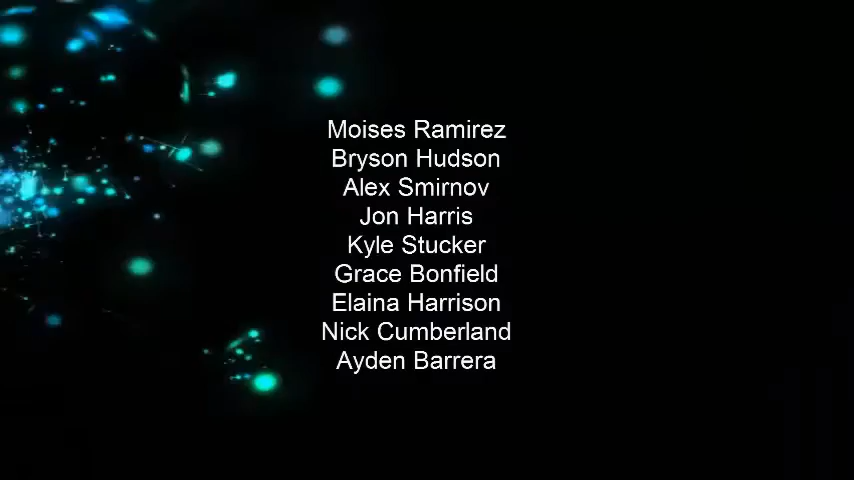 Moises Ramirez
Bryson Hudson
Alex Smirnov
Jon Harris
Kyle Stucker
Grace Bonfield
Elaina Harrison
Nick Cumberland
Ayden Barrera